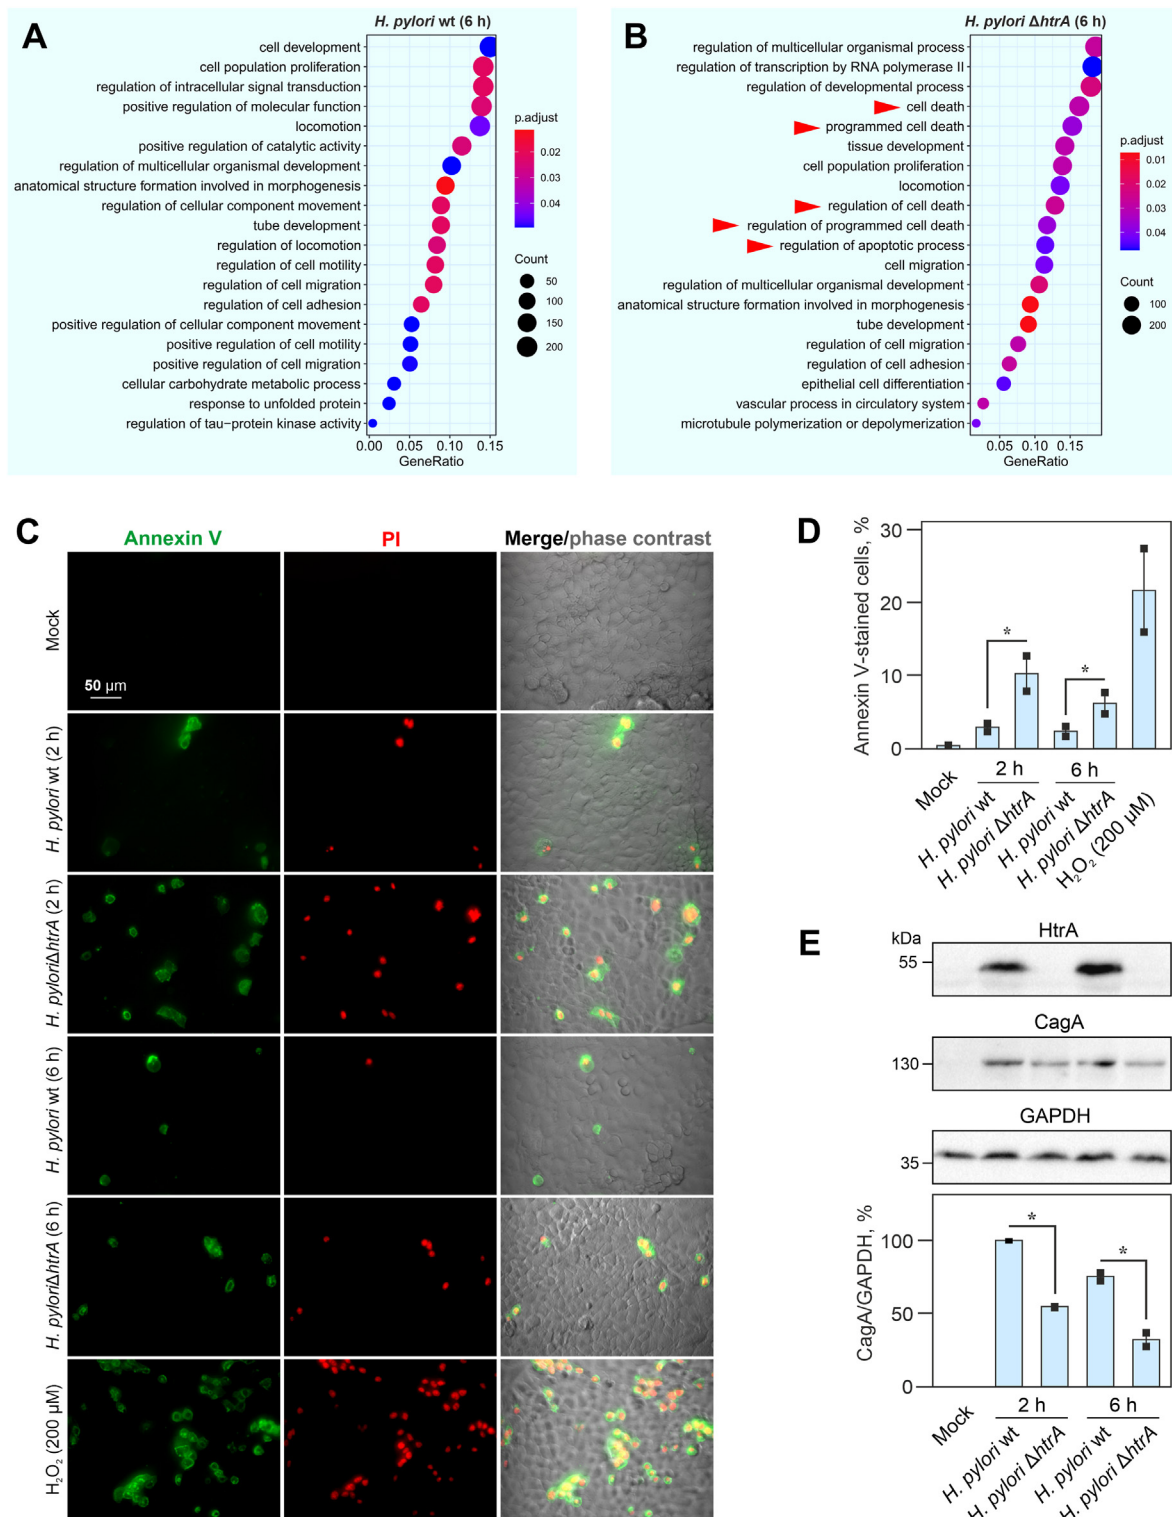 A
H. pylori wt (6 h)
cell development
cell population proliferation
regulation of intracellular signal transduction
positive regulation of molecular function
locomotion
positive regulation of catalytic activity
regulation of multicellular organismal development
anatomical structure formation involved in morphogenesis
regulation of cellular component movement
tube development
regulation of locomotion
regulation of cell motility
regulation of cell migration
regulation of cell adhesion
positive regulation of cellular component movement
positive regulation of cell motility
positive regulation of cell migration
cellular carbohydrate metabolic process
response to unfolded protein
regulation of tau−protein kinase activity
0.00 0.05 0.10 0.15
GeneRatio
p.adjust
0.02
0.03
0.04
Count
50
100
150
200
B
H. pylori ΔhtrA (6 h)
regulation of multicellular organismal process
regulation of transcription by RNA polymerase II
regulation of developmental process
cell death
programmed cell death
tissue development
cell population proliferation
locomotion
regulation of cell death
regulation of programmed cell death
regulation of apoptotic process
cell migration
regulation of multicellular organismal development
anatomical structure formation involved in morphogenesis
tube development
regulation of cell migration
regulation of cell adhesion
epithelial cell differentiation
vascular process in circulatory system
microtubule polymerization or depolymerization
0.05 0.10 0.15
GeneRatio
p.adjust
0.01
0.02
0.03
0.04
Count
100
200
C
Annexin V
PI
Merge/phase contrast
Mock
50 µm
H. pylori wt (2 h)
H. pyloriΔhtrA (2 h)
H. pylori wt (6 h)
H. pyloriΔhtrA (6 h)
H₂O₂ (200 µM)
D
Annexin V-stained cells, %
30
20
10
0
*
*
2 h
6 h
Mock
H. pylori wt
H. pylori ΔhtrA
H. pylori wt
H. pylori ΔhtrA
H₂O₂ (200 µM)
E
kDa
HtrA
55
CagA
130
GAPDH
35
CagA/GAPDH, %
100
50
0
*
*
2 h
6 h
Mock
H. pylori wt
H. pylori ΔhtrA
H. pylori wt
H. pylori ΔhtrA